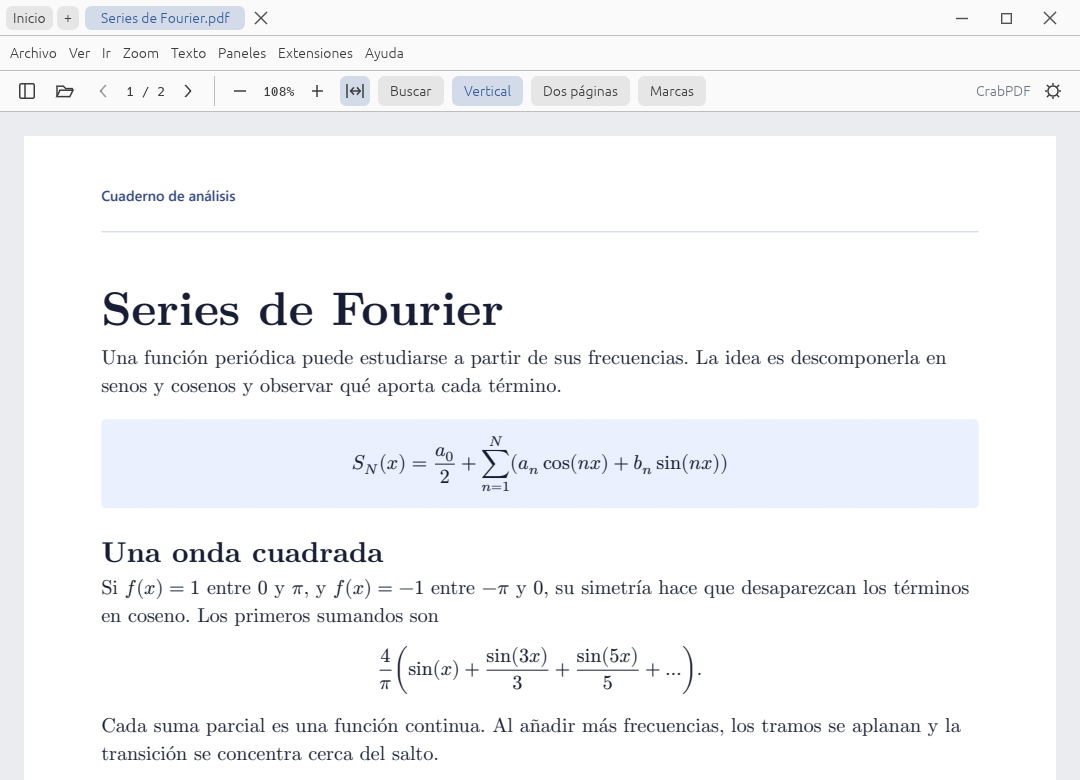 Inicio + Series de Fourier.pdf
Archivo Ver Ir Zoom Texto Paneles Extensiones Ayuda
1 / 2 108% Buscar Vertical Dos páginas Marcas CrabPDF
Cuaderno de análisis
Series de Fourier
Una función periódica puede estudiarse a partir de sus frecuencias. La idea es descomponerla en
senos y cosenos y observar qué aporta cada término.
S_N(x) = a_0/2 + ∑_{n=1}^{N} (a_n cos(nx) + b_n sin(nx))
Una onda cuadrada
Si f(x) = 1 entre 0 y π, y f(x) = −1 entre −π y 0, su simetría hace que desaparezcan los términos
en coseno. Los primeros sumandos son
4/π (sin(x) + sin(3x)/3 + sin(5x)/5 + ...).
Cada suma parcial es una función continua. Al añadir más frecuencias, los tramos se aplanan y la
transición se concentra cerca del salto.